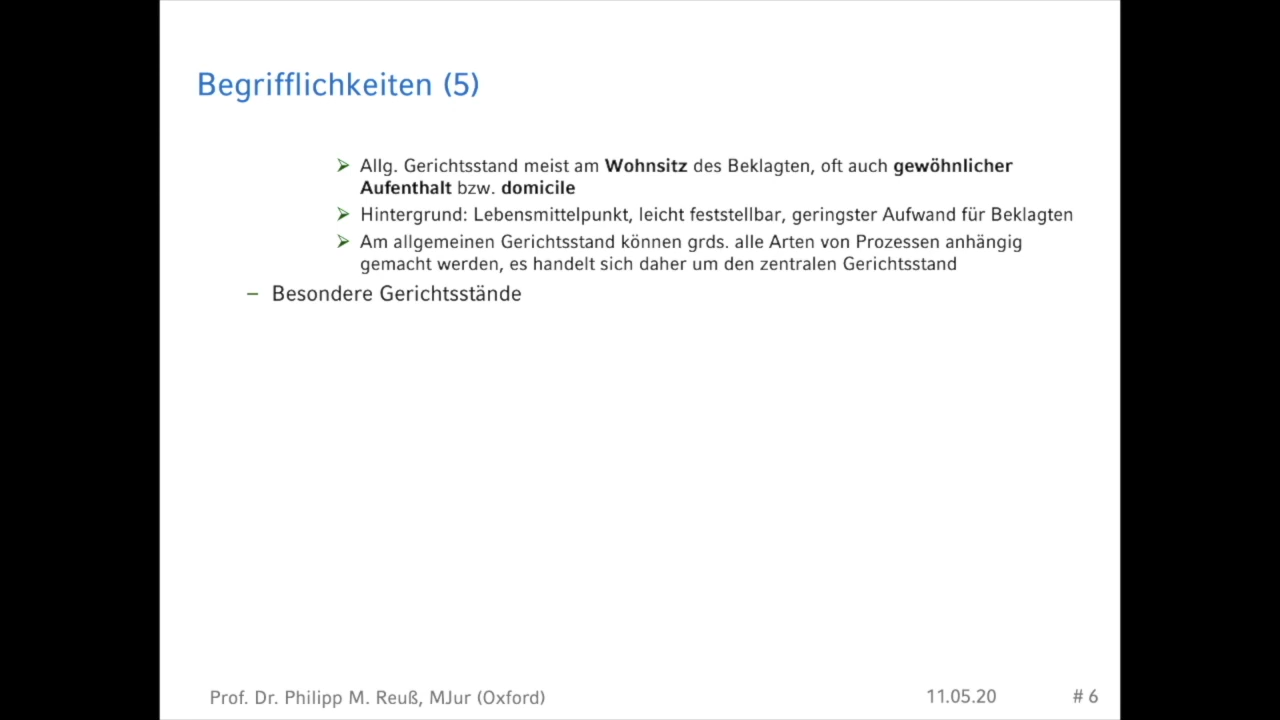 Begrifflichkeiten (5)
➢ Allg. Gerichtsstand meist am Wohnsitz des Beklagten, oft auch gewöhnlicher
Aufenthalt bzw. domicile
➢ Hintergrund: Lebensmittelpunkt, leicht feststellbar, geringster Aufwand für Beklagten
➢ Am allgemeinen Gerichtsstand können grds. alle Arten von Prozessen anhängig
gemacht werden, es handelt sich daher um den zentralen Gerichtsstand
– Besondere Gerichtsstände
Prof. Dr. Philipp M. Reuß, MJur (Oxford) 11.05.20 # 6